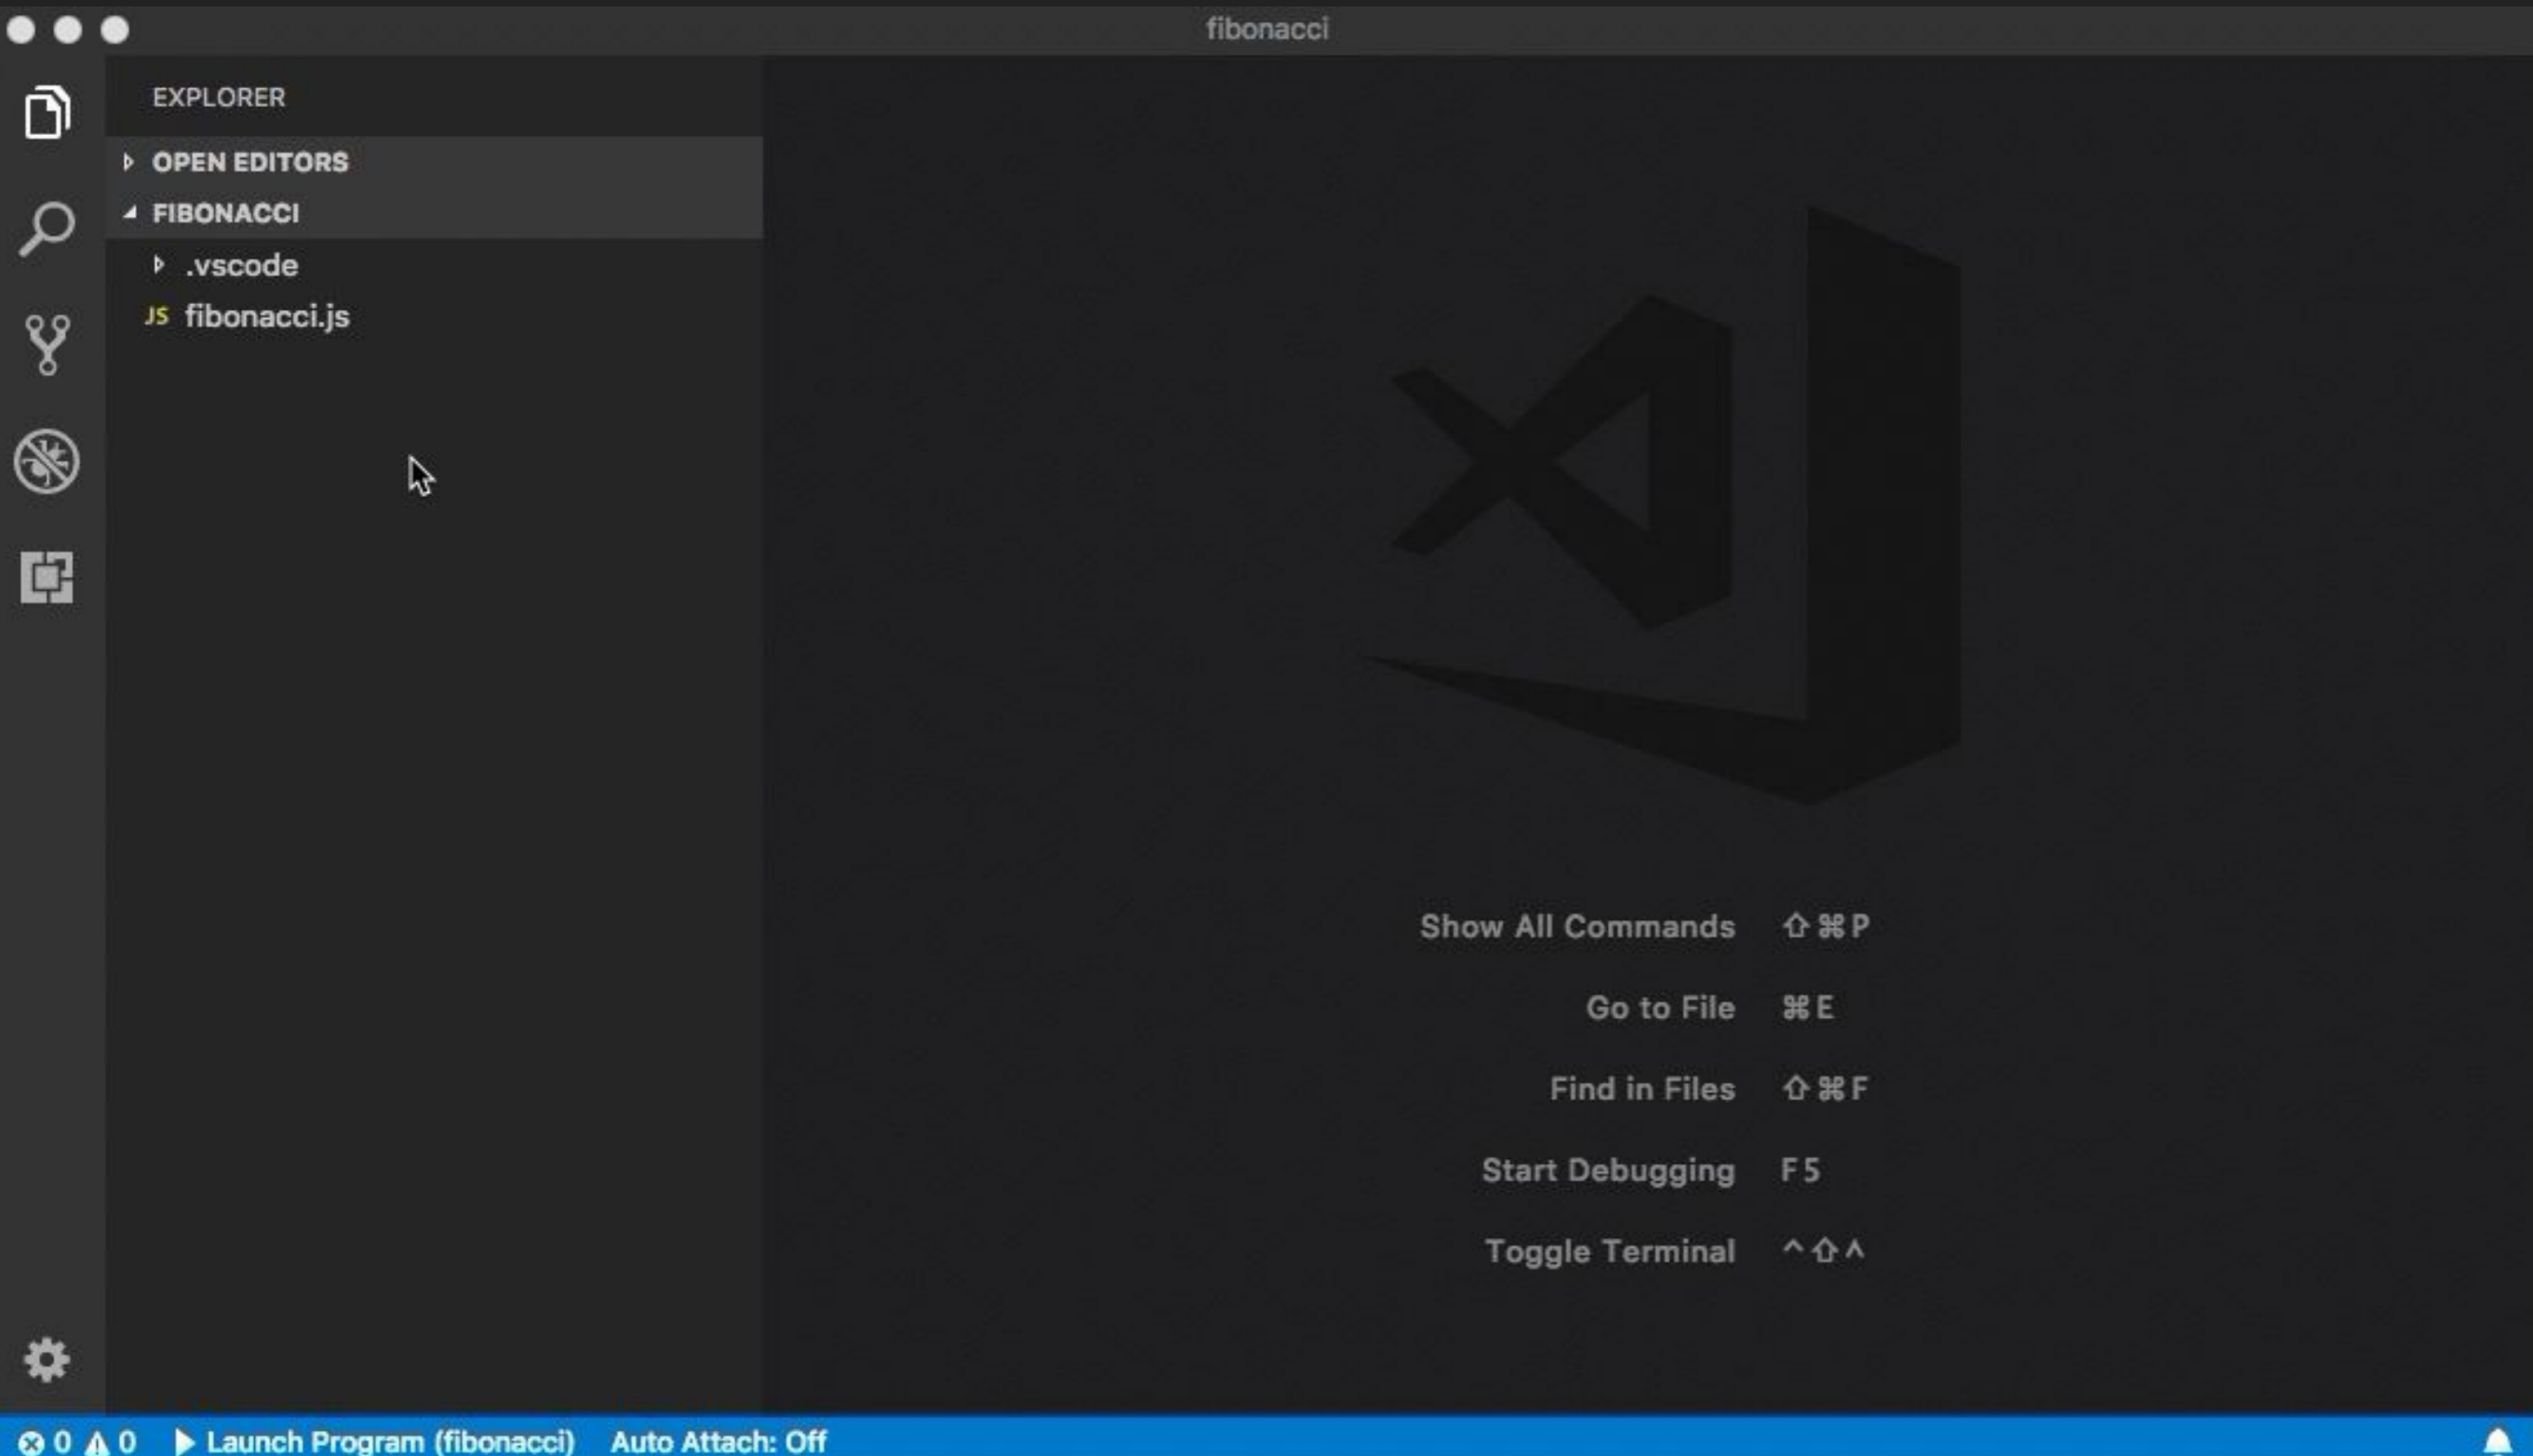 fibonacci
EXPLORER
OPEN EDITORS
FIBONACCI
.vscode
JS fibonacci.js
Show All Commands ⇧⌘P
Go to File ⌘E
Find in Files ⇧⌘F
Start Debugging F5
Toggle Terminal ^⇧^
0 0 Launch Program (fibonacci) Auto Attach: Off